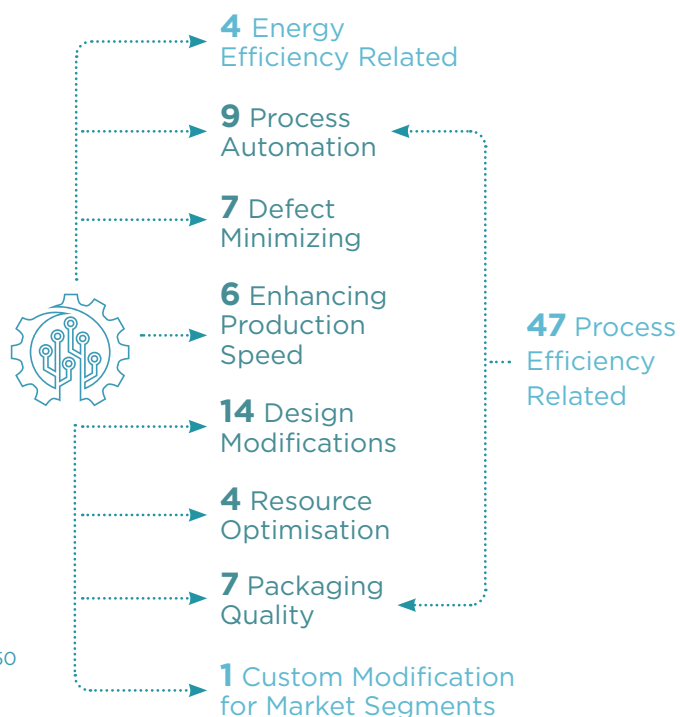 4 Energy
Efficiency Related
9 Process
Automation
7 Defect
Minimizing
6 Enhancing
Production
Speed
47 Process
Efficiency
Related
14 Design
Modifications
4 Resource
Optimisation
7 Packaging
Quality
1 Custom Modification
for Market Segments